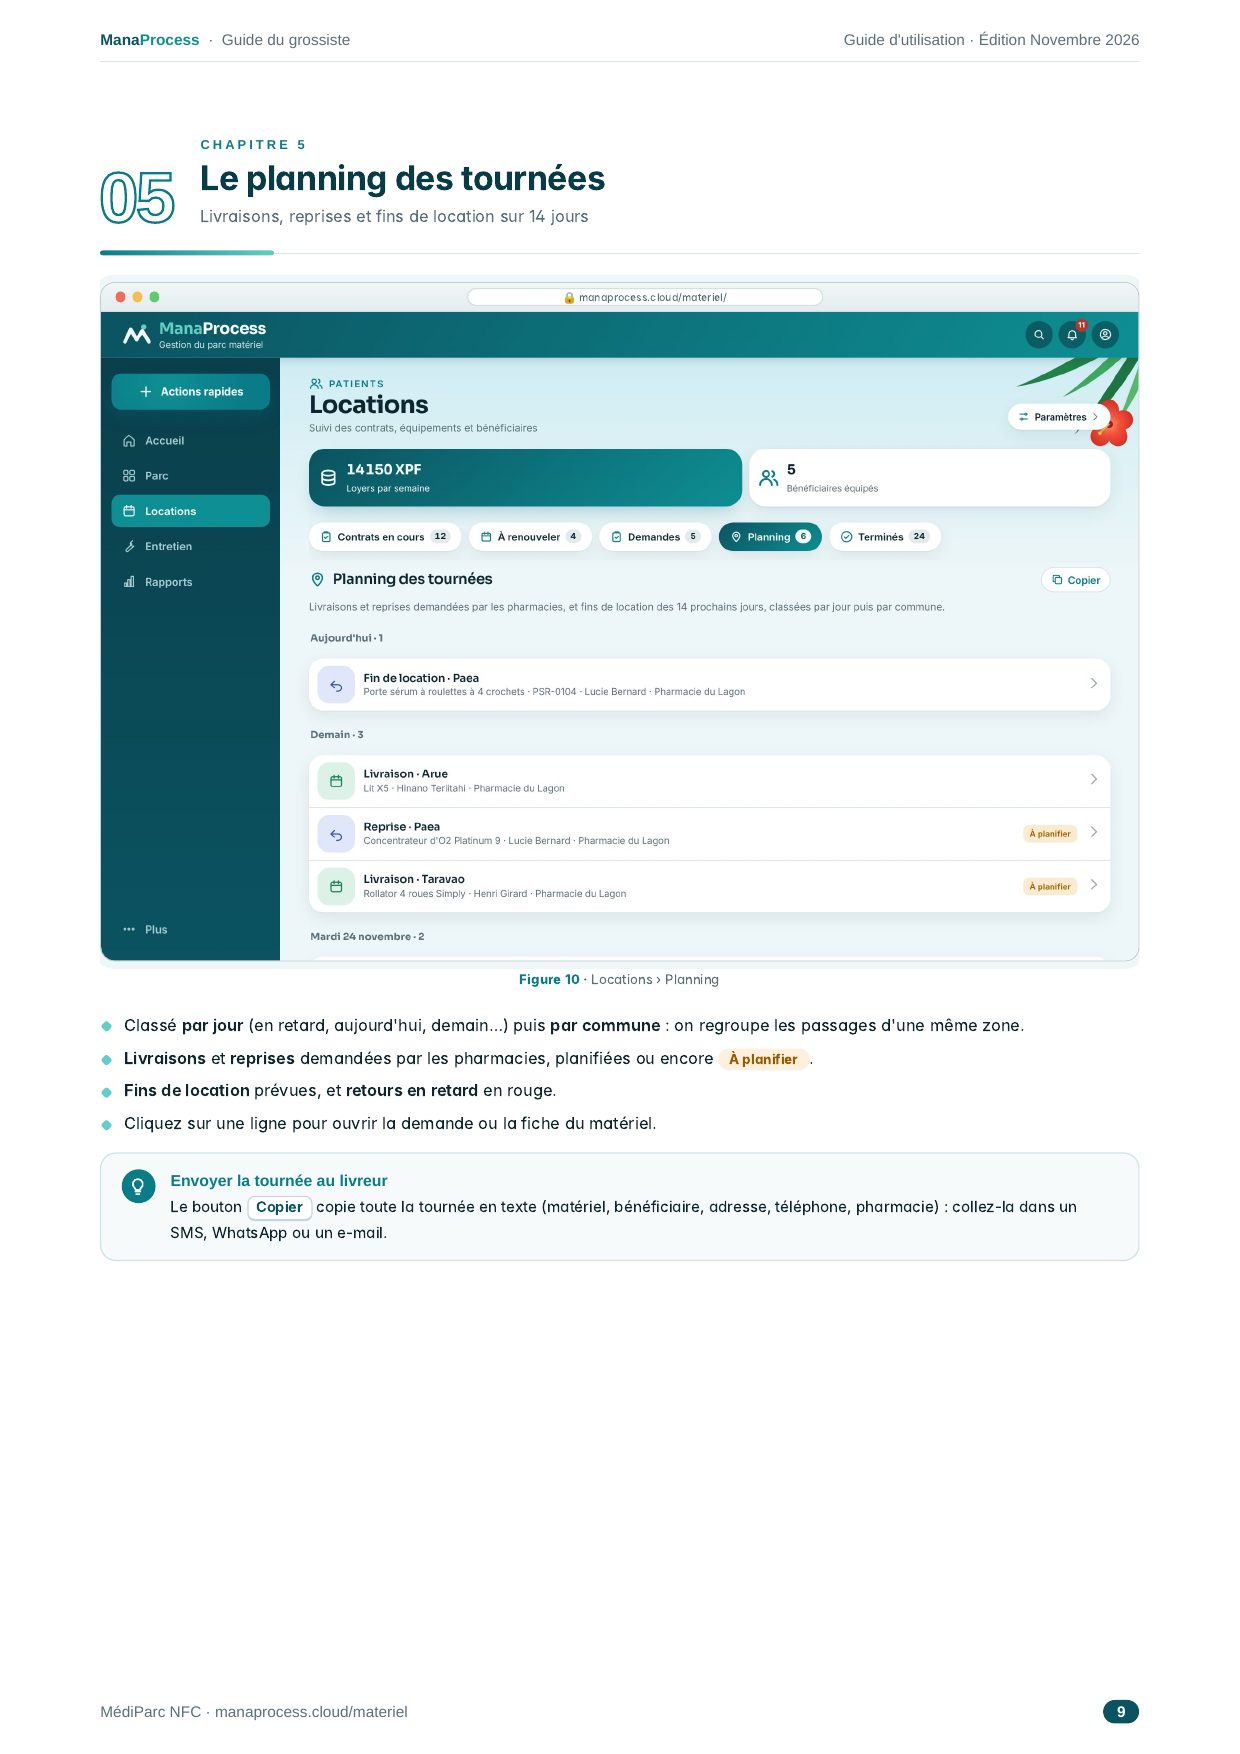 ManaProcess · Guide du grossiste
Guide d'utilisation · Édition Novembre 2026
CHAPITRE 5
05
Le planning des tournées
Livraisons, reprises et fins de location sur 14 jours
manaprocess.cloud/materiel/
ManaProcess
Gestion du parc matériel
11
Actions rapides
Accueil
Parc
Locations
Entretien
Rapports
Plus
PATIENTS
Locations
Suivi des contrats, équipements et bénéficiaires
Paramètres
14 150 XPF
Loyers par semaine
5
Bénéficiaires équipés
Contrats en cours 12
À renouveler 4
Demandes 5
Planning 6
Terminés 24
Planning des tournées
Copier
Livraisons et reprises demandées par les pharmacies, et fins de location des 14 prochains jours, classées par jour puis par commune.
Aujourd'hui · 1
Fin de location · Paea
Porte sérum à roulettes à 4 crochets · PSR-0104 · Lucie Bernard · Pharmacie du Lagon
Demain · 3
Livraison · Arue
Lit X5 · Hinano Teriitahi · Pharmacie du Lagon
Reprise · Paea
Concentrateur d'O2 Platinum 9 · Lucie Bernard · Pharmacie du Lagon
À planifier
Livraison · Taravao
Rollator 4 roues Simply · Henri Girard · Pharmacie du Lagon
À planifier
Mardi 24 novembre · 2
Figure 10 · Locations › Planning
Classé par jour (en retard, aujourd'hui, demain…) puis par commune : on regroupe les passages d'une même zone.
Livraisons et reprises demandées par les pharmacies, planifiées ou encore À planifier.
Fins de location prévues, et retours en retard en rouge.
Cliquez sur une ligne pour ouvrir la demande ou la fiche du matériel.
Envoyer la tournée au livreur
Le bouton Copier copie toute la tournée en texte (matériel, bénéficiaire, adresse, téléphone, pharmacie) : collez-la dans un
SMS, WhatsApp ou un e-mail.
MédiParc NFC · manaprocess.cloud/materiel
9